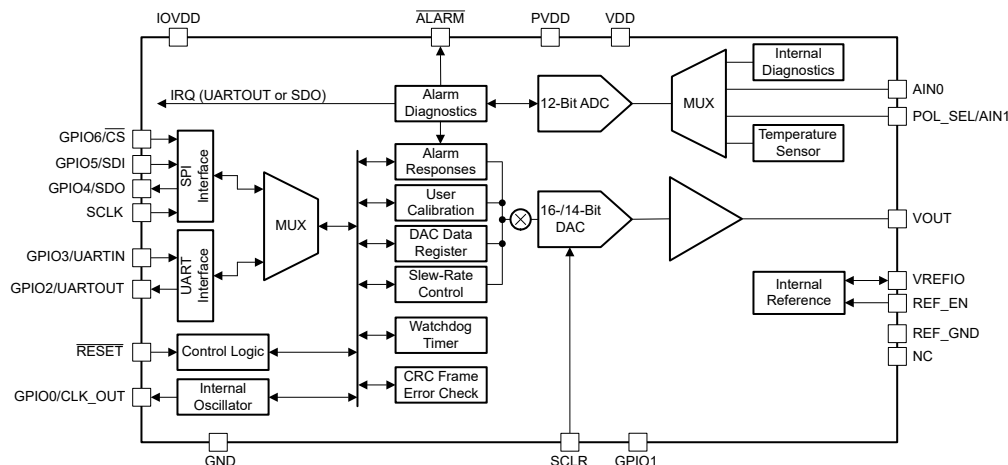 IOVDD
ALARM
PVDD
VDD
IRQ (UARTOUT or SDO)
Alarm
Diagnostics
12-Bit ADC
MUX
Internal
Diagnostics
AIN0
POL_SEL/AIN1
Temperature
Sensor
GPIO6/CS
GPIO5/SDI
GPIO4/SDO
SCLK
SPI
Interface
GPIO3/UARTIN
GPIO2/UARTOUT
UART
Interface
MUX
Alarm
Responses
User
Calibration
DAC Data
Register
Slew-Rate
Control
16-/14-Bit
DAC
VOUT
Internal
Reference
VREFIO
REF_EN
REF_GND
NC
Watchdog
Timer
RESET
Control Logic
CRC Frame
Error Check
GPIO0/CLK_OUT
Internal
Oscillator
GND
SCLR
GPIO1